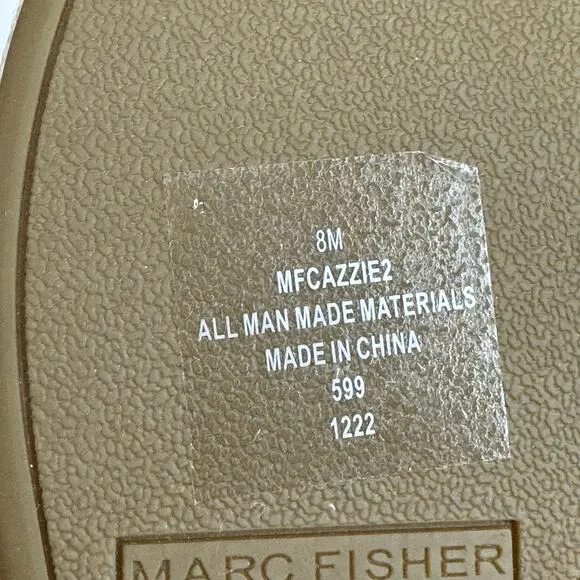 8M
MFCAZZIE2
ALL MAN MADE MATERIALS
MADE IN CHINA
599
1222
MARC FISHER